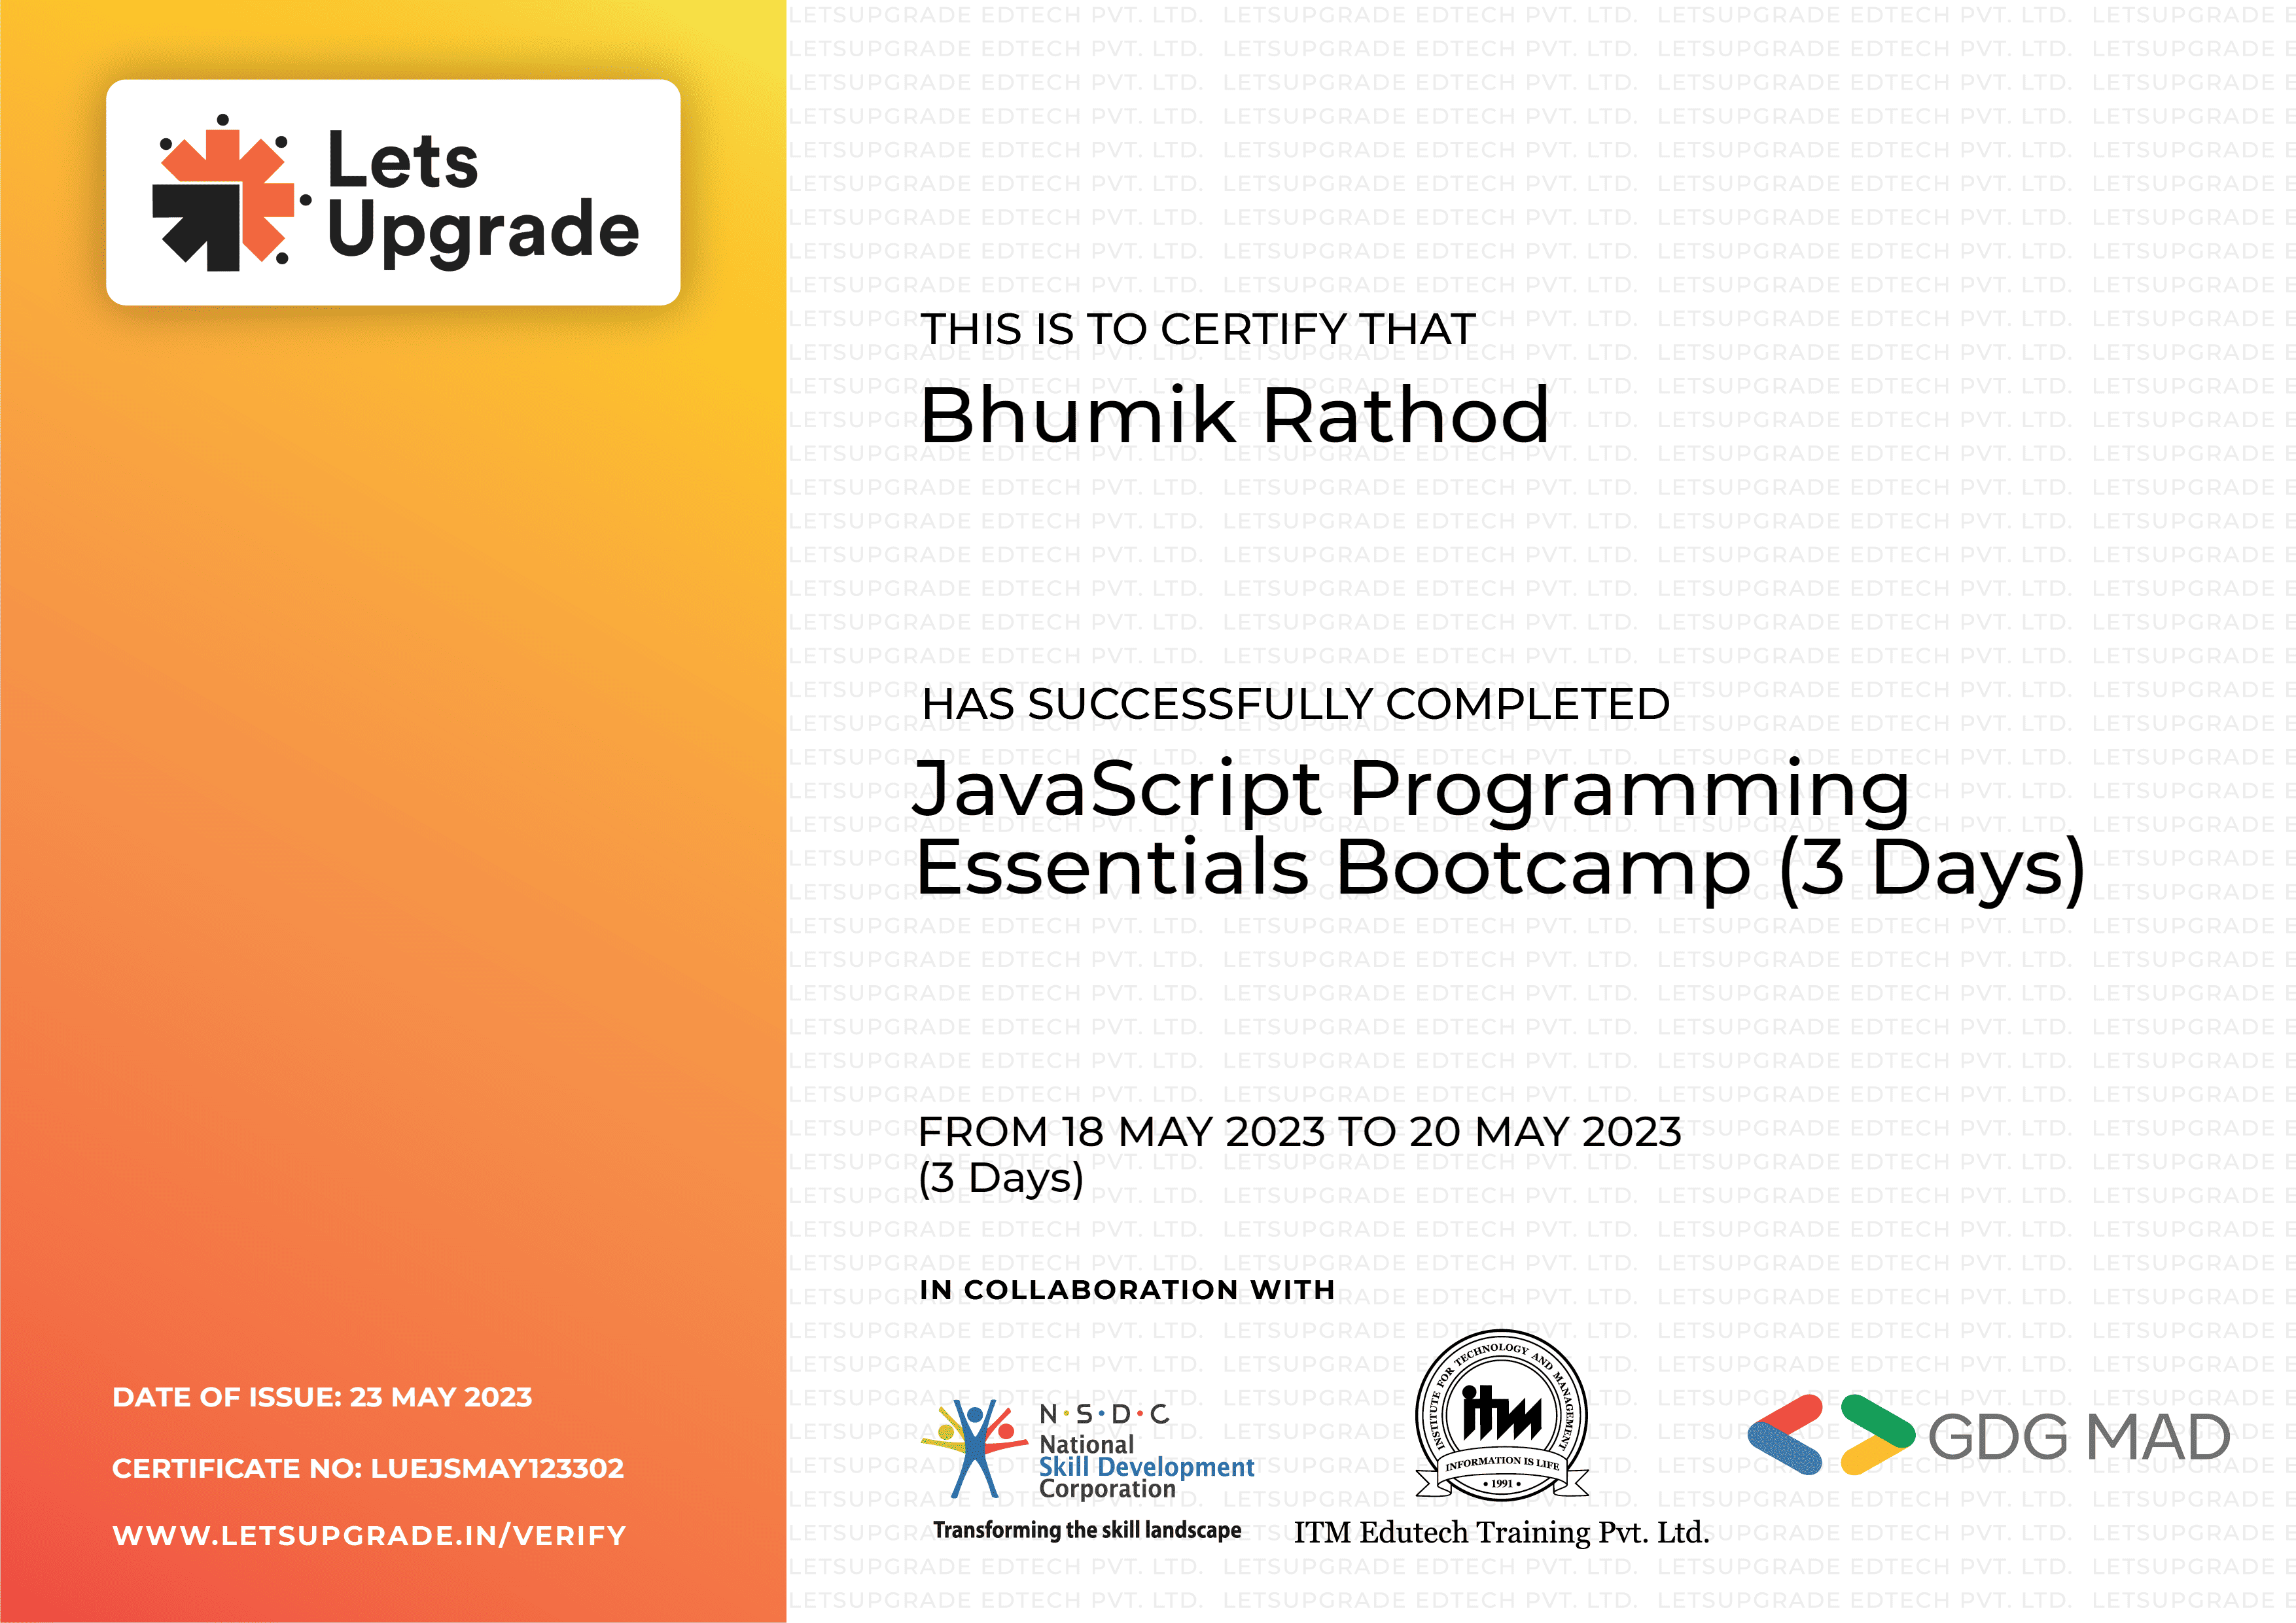 Lets
Upgrade
THIS IS TO CERTIFY THAT
Bhumik Rathod
HAS SUCCESSFULLY COMPLETED
JavaScript Programming
Essentials Bootcamp (3 Days)
FROM 18 MAY 2023 TO 20 MAY 2023
(3 Days)
IN COLLABORATION WITH
DATE OF ISSUE: 23 MAY 2023
CERTIFICATE NO: LUEJSMAY123302
WWW.LETSUPGRADE.IN/VERIFY
N·S·D·C
National
Skill Development
Corporation
Transforming the skill landscape
INSTITUTE FOR TECHNOLOGY AND MANAGEMENT
itm
INFORMATION IS LIFE
• 1991 •
ITM Edutech Training Pvt. Ltd.
GDG MAD
LETSUPGRADE EDTECH PVT. LTD.